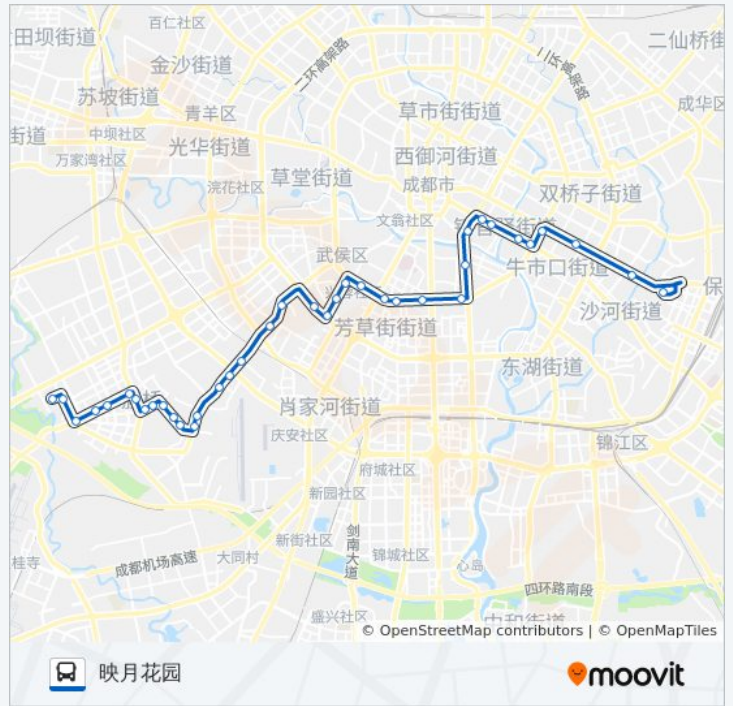 百仁社区
田坝街道
二仙桥街
金沙街道
二环高架路
二环高架路
苏坡街道
成华区
草市街街道
青羊区
街道
中坝社区
光华街道
西御河街道
万家湾社区
草堂街道
浣花社区
成都市
双桥子街道
文翁社区
武侯区
牛市口街道
保
沙河街道
芳草街街道
东湖街道
肖家河街道
庆安社区
锦江区
府城社区
新园社区
剑南大道
新街社区
锦城社区
大同村
桂寺
成都机场高速
心岛
四环路南段
盛兴社区
中和街道
© OpenStreetMap contributors | © OpenMapTiles
映月花园
moovit